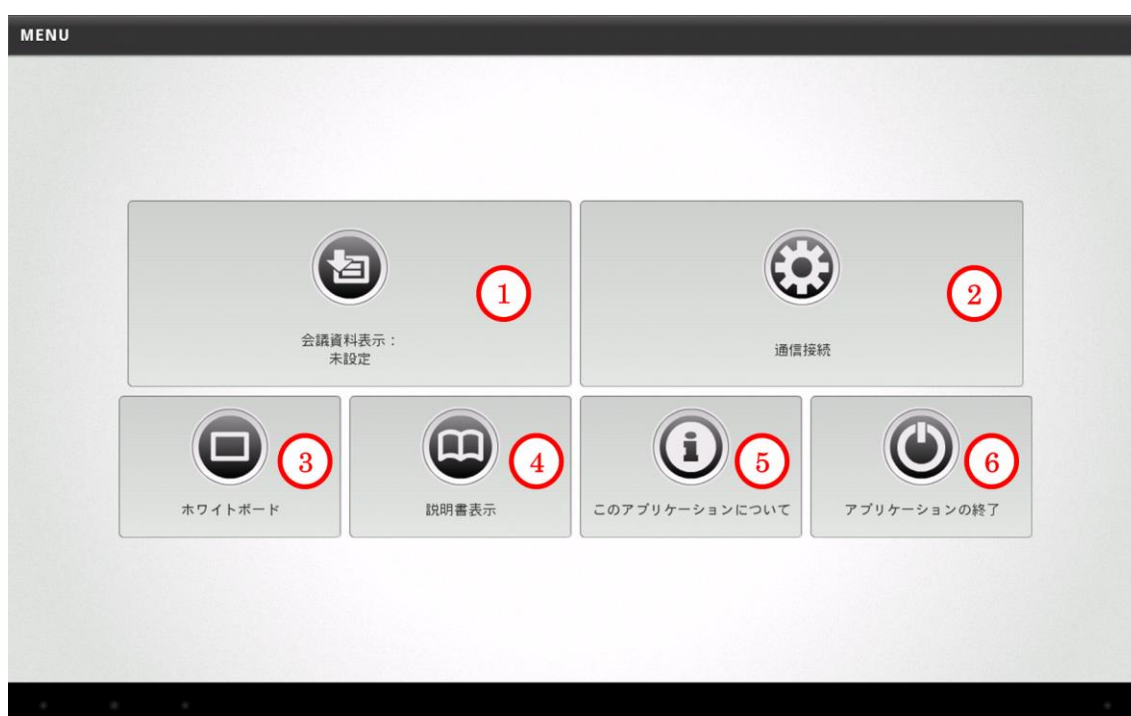 MENU
1
会議資料表示：
未設定
2
通信接続
3
ホワイトボード
4
説明書表示
5
このアプリケーションについて
6
アプリケーションの終了